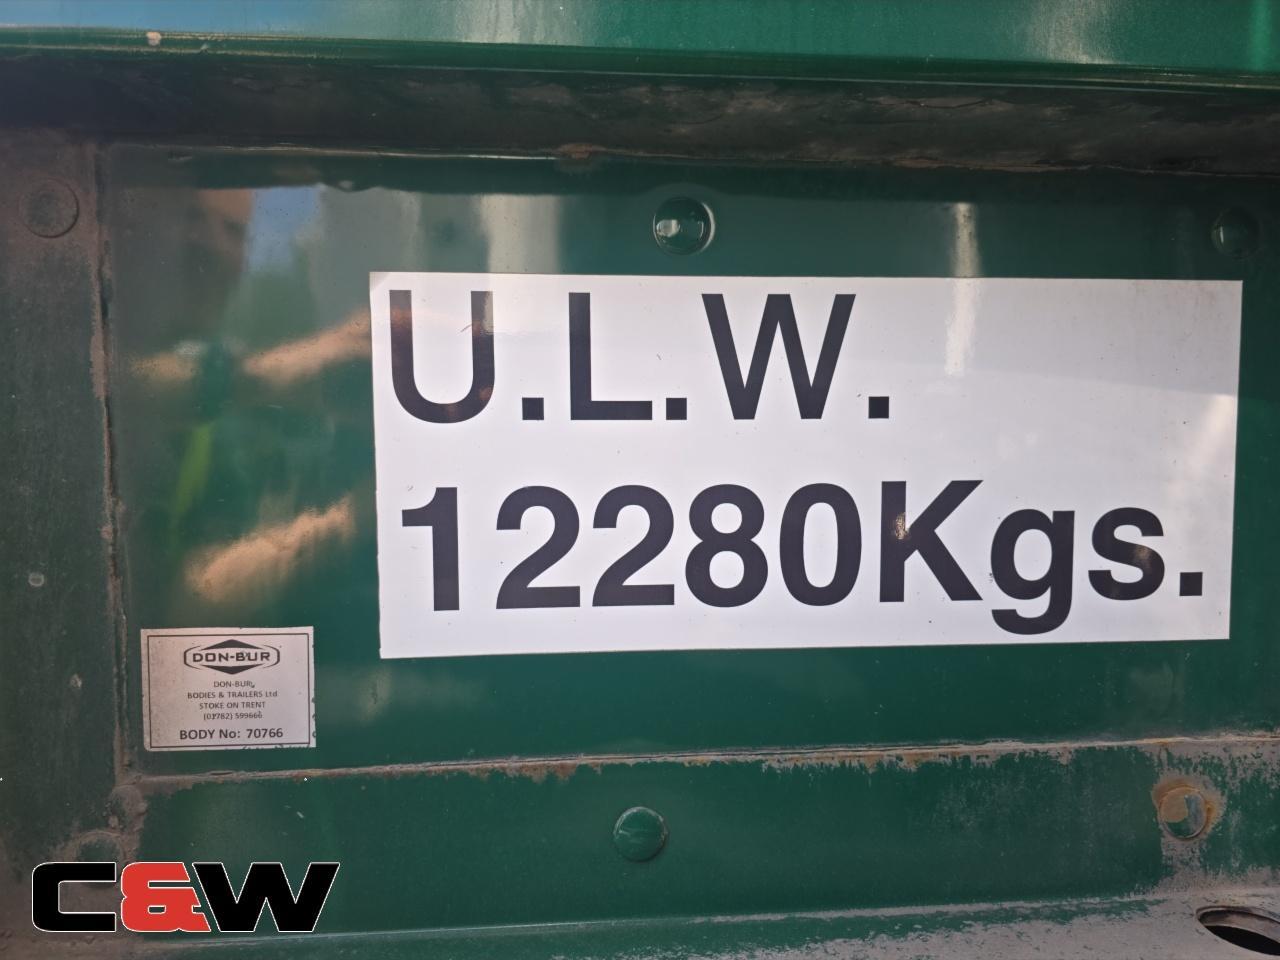 U.L.W.
12280Kgs.
DON-BUR
DON-BUR
BODIES & TRAILERS Ltd
STOKE ON TRENT
(01782) 599666
BODY No: 70766
C&W